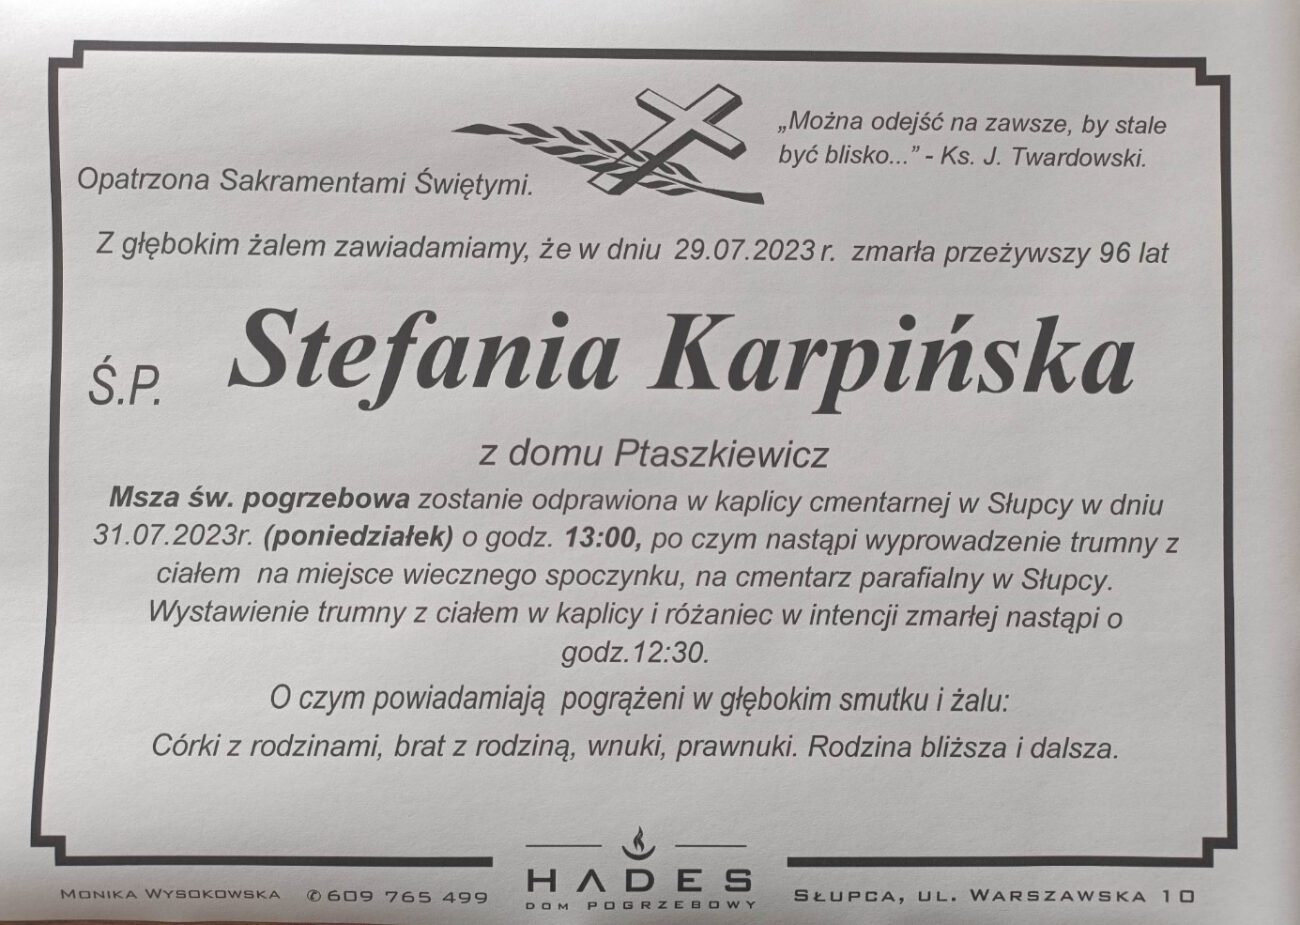 „Można odejść na zawsze, by stale
być blisko...” - Ks. J. Twardowski.
Opatrzona Sakramentami Świętymi.
Z głębokim żalem zawiadamiamy, że w dniu 29.07.2023 r. zmarła przeżywszy 96 lat
Ś.P. Stefania Karpińska
z domu Ptaszkiewicz
Msza św. pogrzebowa zostanie odprawiona w kaplicy cmentarnej w Słupcy w dniu
31.07.2023r. (poniedziałek) o godz. 13:00, po czym nastąpi wyprowadzenie trumny z
ciałem na miejsce wiecznego spoczynku, na cmentarz parafialny w Słupcy.
Wystawienie trumny z ciałem w kaplicy i różaniec w intencji zmarłej nastąpi o
godz.12:30.
O czym powiadamiają pogrążeni w głębokim smutku i żalu:
Córki z rodzinami, brat z rodziną, wnuki, prawnuki. Rodzina bliższa i dalsza.
HADES
DOM POGRZEBOWY
MONIKA WYSOKOWSKA ✆609 765 499
SŁUPCA, UL. WARSZAWSKA 10